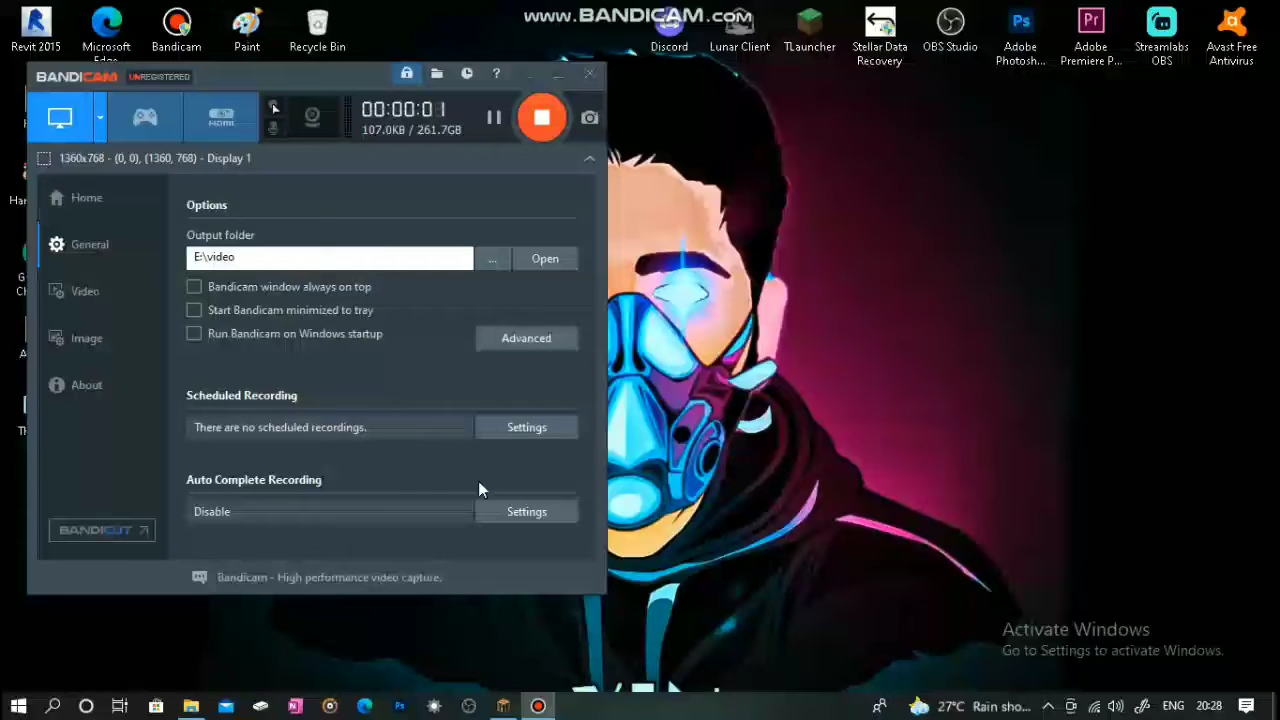 www.BANDICAM.com
Revit 2015
Microsoft Edge
Bandicam
Paint
Recycle Bin
Discord
Lunar Client
TLauncher
Stellar Data Recovery
OBS Studio
Adobe Photosh...
Adobe Premiere P...
Streamlabs OBS
Avast Free Antivirus
BANDICAM UNREGISTERED
HDMI
00:00:01
107.0KB / 261.7GB
1360x768 - (0, 0), (1360, 768) - Display 1
Home
General
Video
Image
About
BANDICUT
Options
Output folder
E:\video
... Open
Bandicam window always on top
Start Bandicam minimized to tray
Run Bandicam on Windows startup
Advanced
Scheduled Recording
There are no scheduled recordings.
Settings
Auto Complete Recording
Disable
Settings
Bandicam - High performance video capture.
Activate Windows
Go to Settings to activate Windows.
27°C Rain sho...
ENG
20:28